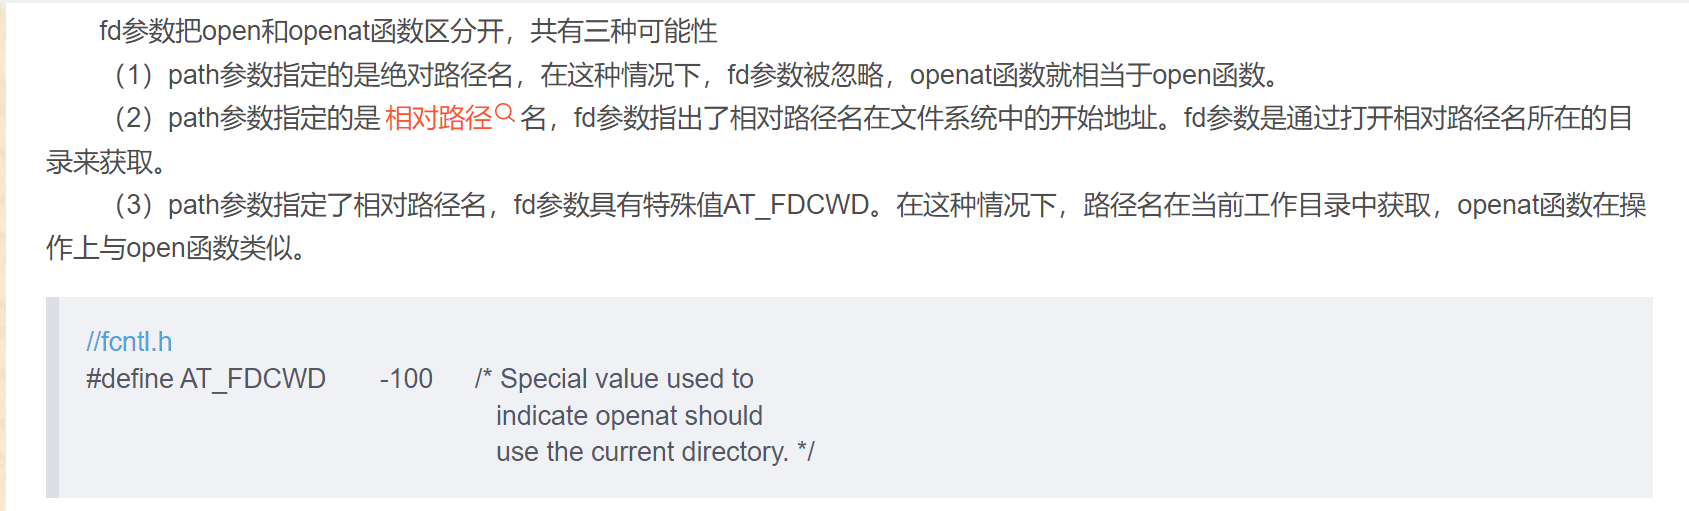 fd参数把open和openat函数区分开，共有三种可能性
（1）path参数指定的是绝对路径名，在这种情况下，fd参数被忽略，openat函数就相当于open函数。
（2）path参数指定的是 相对路径 名，fd参数指出了相对路径名在文件系统中的开始地址。fd参数是通过打开相对路径名所在的目
录来获取。
（3）path参数指定了相对路径名，fd参数具有特殊值AT_FDCWD。在这种情况下，路径名在当前工作目录中获取，openat函数在操
作上与open函数类似。
//fcntl.h
#define AT_FDCWD -100 /* Special value used to
indicate openat should
use the current directory. */